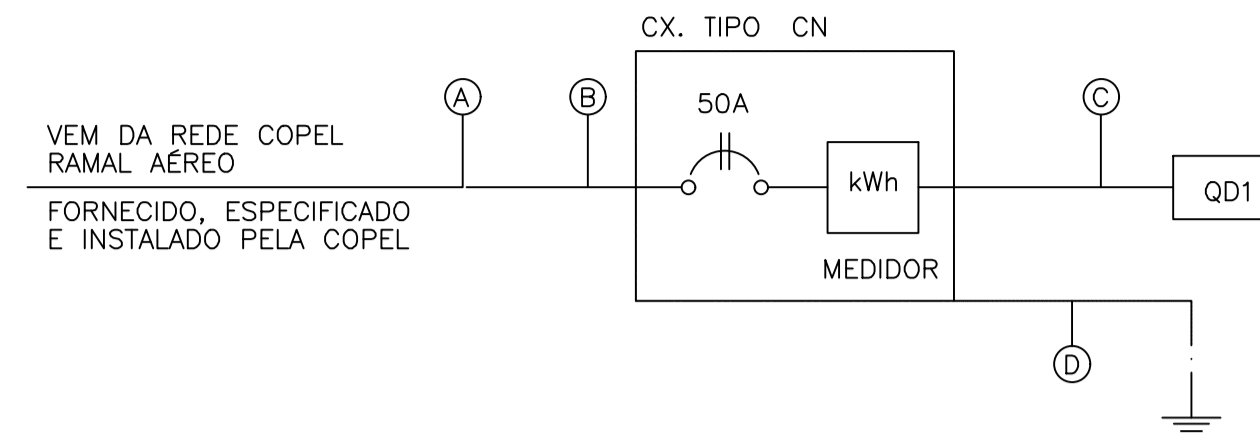 CX. TIPO CN
A
B
50A
C
VEM DA REDE COPEL
RAMAL AÉREO
kWh
QD1
FORNECIDO, ESPECIFICADO
E INSTALADO PELA COPEL
MEDIDOR
D